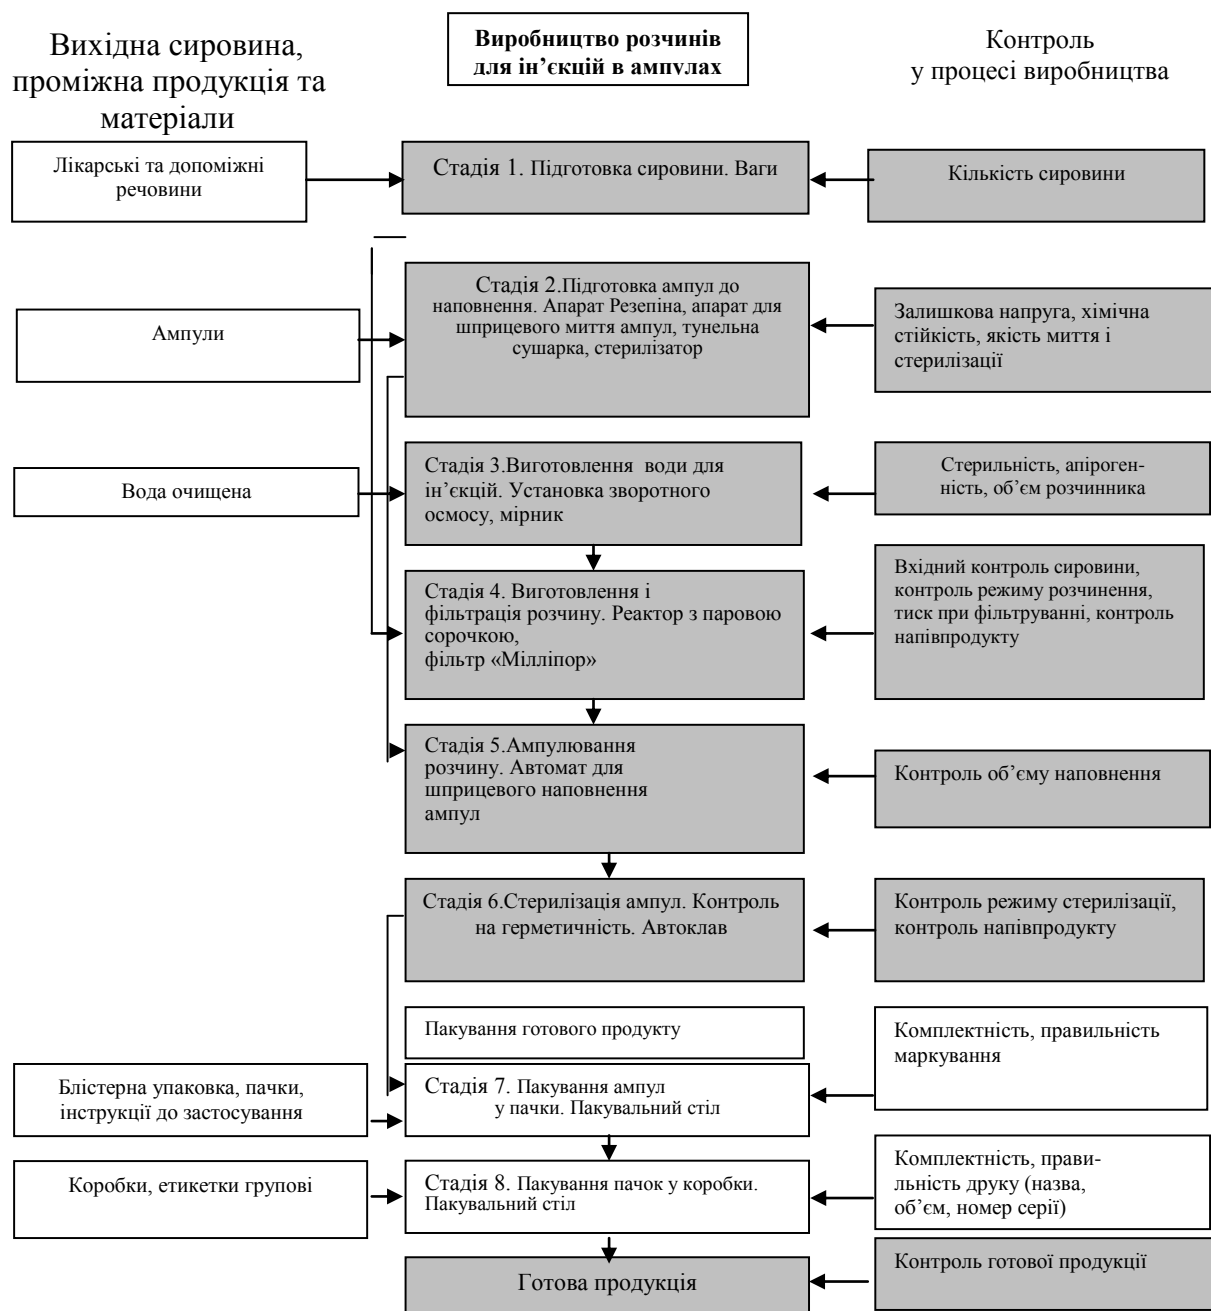 Вихідна сировина,
проміжна продукція та
матеріали
Виробництво розчинів
для ін’єкцій в ампулах
Контроль
у процесі виробництва
Лікарські та допоміжні
речовини
Стадія 1. Підготовка сировини. Ваги
Кількість сировини
Ампули
Стадія 2.Підготовка ампул до
наповнення. Апарат Резепіна, апарат для
шприцевого миття ампул, тунельна
сушарка, стерилізатор
Залишкова напруга, хімічна
стійкість, якість миття і
стерилізації
Вода очищена
Стадія 3.Виготовлення води для
ін’єкцій. Установка зворотного
осмосу, мірник
Стерильність, апіроген-
ність, об’єм розчинника
Стадія 4. Виготовлення і
фільтрація розчину. Реактор з паровою
сорочкою,
фільтр «Мілліпор»
Вхідний контроль сировини,
контроль режиму розчинення,
тиск при фільтруванні, контроль
напівпродукту
Стадія 5.Ампулювання
розчину. Автомат для
шприцевого наповнення
ампул
Контроль об’єму наповнення
Стадія 6.Стерилізація ампул. Контроль
на герметичність. Автоклав
Контроль режиму стерилізації,
контроль напівпродукту
Пакування готового продукту
Комплектність, правильність
маркування
Блістерна упаковка, пачки,
інструкції до застосування
Стадія 7. Пакування ампул
у пачки. Пакувальний стіл
Коробки, етикетки групові
Стадія 8. Пакування пачок у коробки.
Пакувальний стіл
Комплектність, прави-
льність друку (назва,
об’єм, номер серії)
Готова продукція
Контроль готової продукції